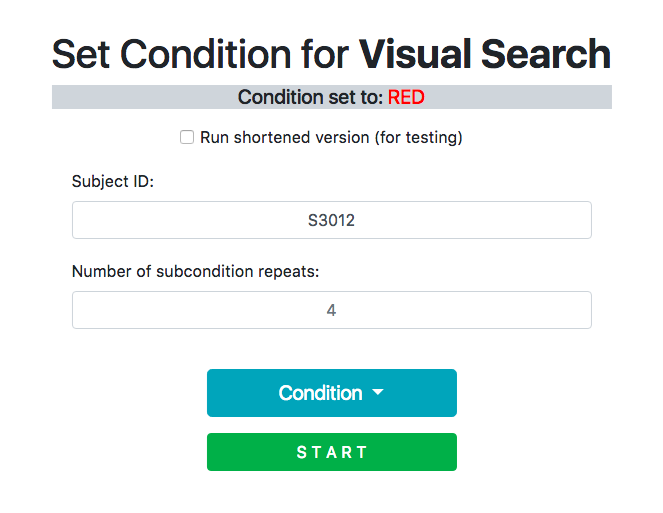 Set Condition for Visual Search
Condition set to: RED
Run shortened version (for testing)
Subject ID:
S3012
Number of subcondition repeats:
4
Condition
START